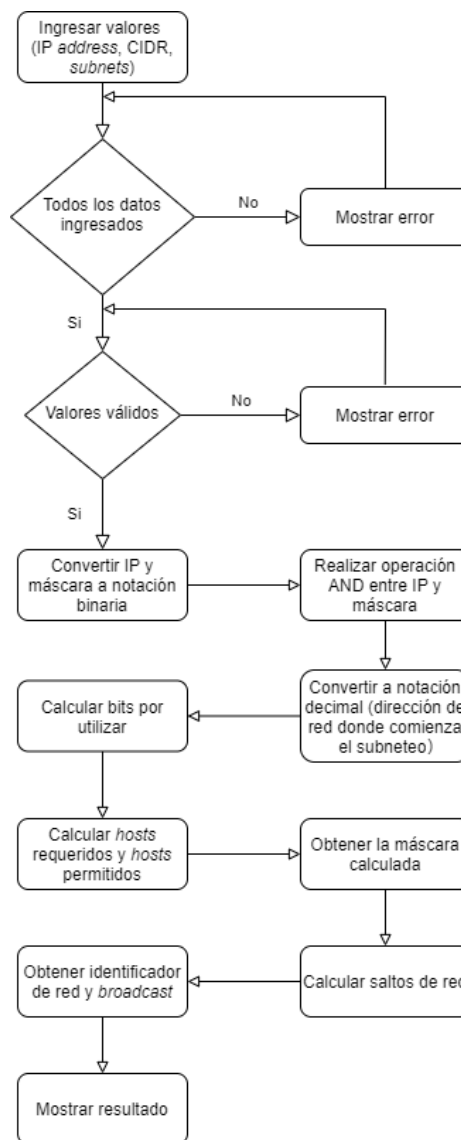 Ingresar valores
(IP address, CIDR,
subnets)
Todos los datos
ingresados
No
Mostrar error
Si
Valores válidos
No
Mostrar error
Si
Convertir IP y
máscara a notación
binaria
Realizar operación
AND entre IP y
máscara
Convertir a notación
decimal (dirección de
red donde comienza
el subneteo)
Calcular bits por
utilizar
Calcular hosts
requeridos y hosts
permitidos
Obtener la máscara
calculada
Calcular saltos de red
Obtener identificador
de red y broadcast
Mostrar resultado